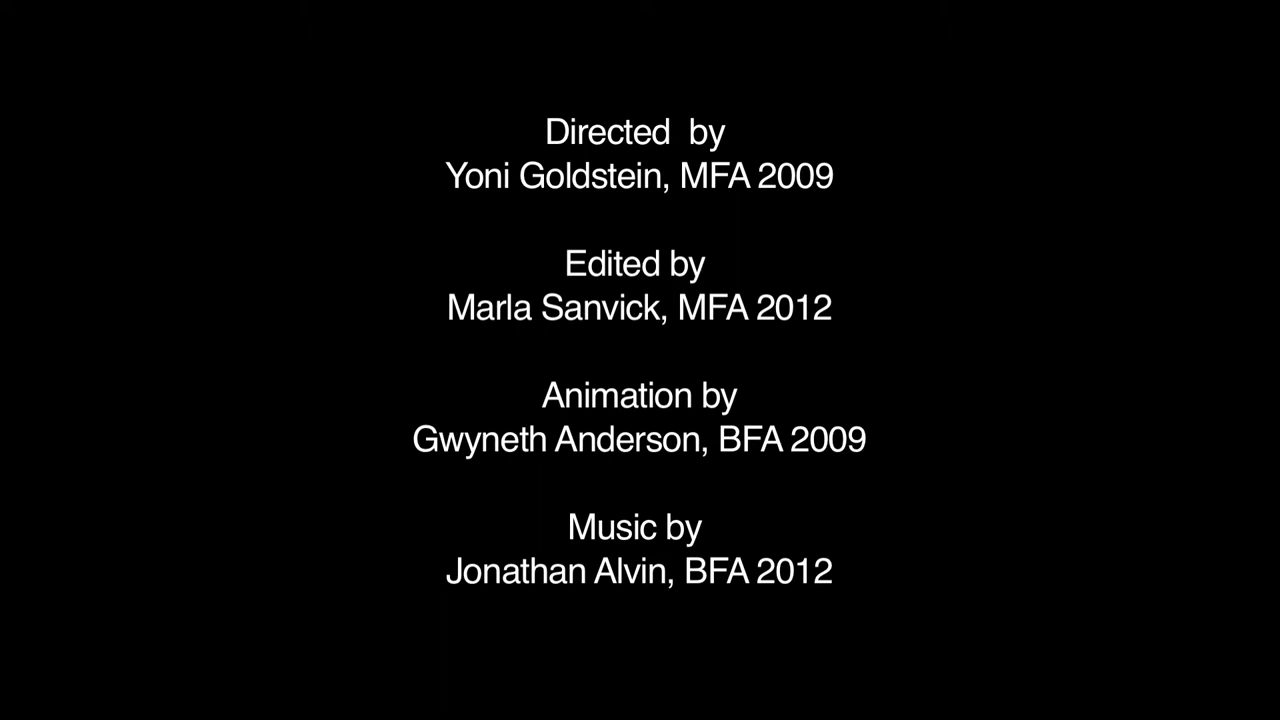 Directed  by
Yoni Goldstein, MFA 2009
Edited by
Marla Sanvick, MFA 2012
Animation by
Gwyneth Anderson, BFA 2009
Music by
Jonathan Alvin, BFA 2012